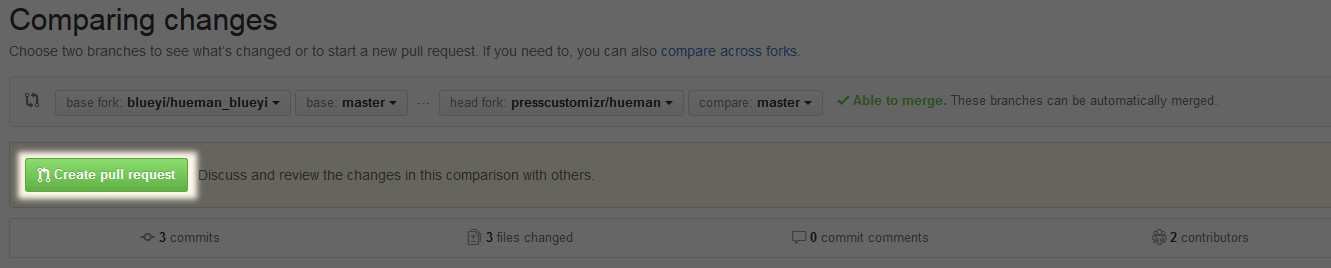 Comparing changes
Choose two branches to see what's changed or to start a new pull request. If you need to, you can also compare across forks.
base fork: blueyi/hueman_blueyi base: master ... head fork: presscustomizr/hueman compare: master Able to merge. These branches can be automatically merged.
Create pull request Discuss and review the changes in this comparison with others.
3 commits 3 files changed 0 commit comments 2 contributors